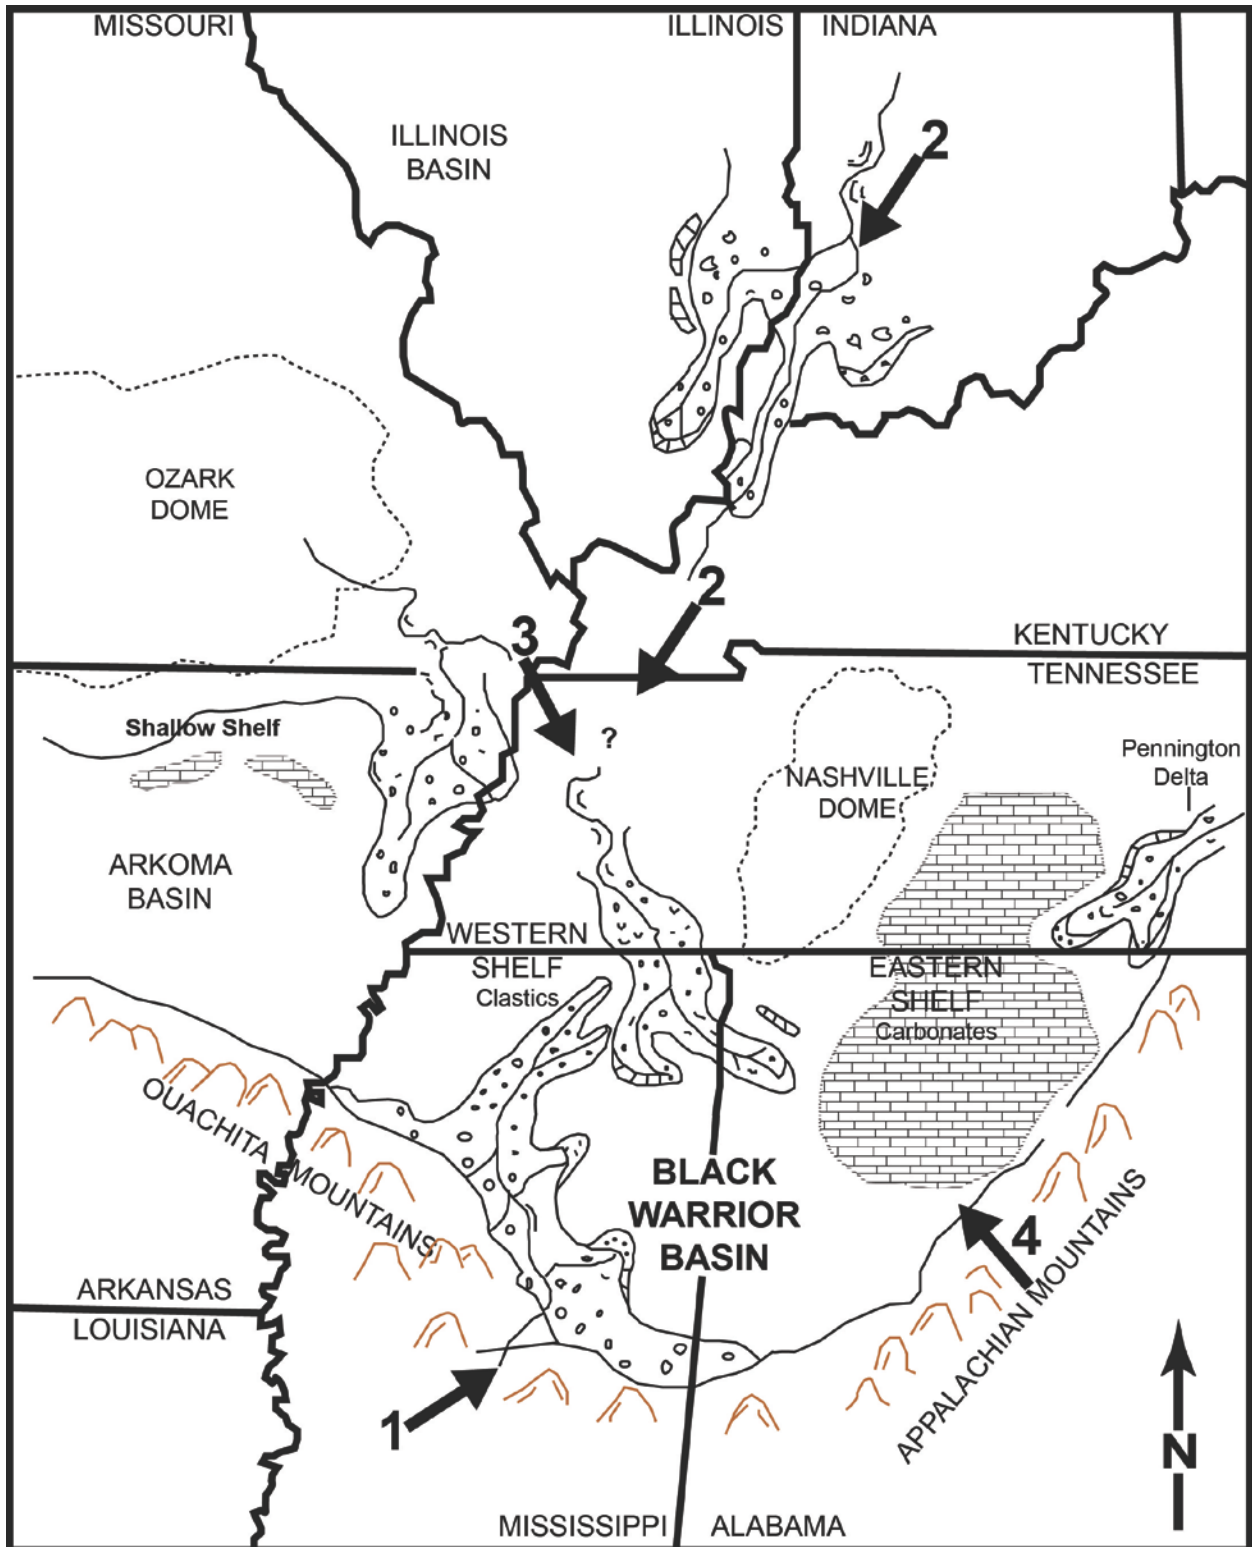 MISSOURI
ILLINOIS
INDIANA
ILLINOIS
BASIN
2
OZARK
DOME
2
3
KENTUCKY
TENNESSEE
Shallow Shelf
?
Pennington
Delta
NASHVILLE
DOME
ARKOMA
BASIN
WESTERN
SHELF
Clastics
EASTERN
SHELF
Carbonates
OUACHITA
MOUNTAINS
BLACK
WARRIOR
BASIN
4
APPALACHIAN MOUNTAINS
ARKANSAS
LOUISIANA
1
N
MISSISSIPPI
ALABAMA